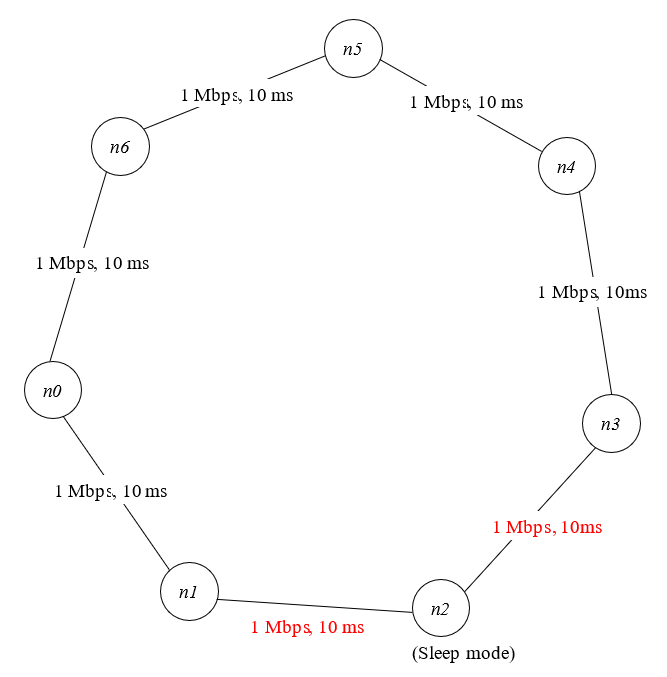 n5
1 Mbps, 10 ms
1 Mbps, 10 ms
n6
n4
1 Mbps, 10 ms
1 Mbps, 10ms
n0
n3
1 Mbps, 10 ms
1 Mbps, 10ms
n1
n2
1 Mbps, 10 ms
(Sleep mode)